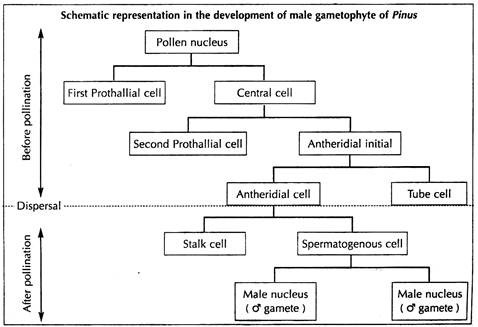 Schematic representation in the development of male gametophyte of Pinus
Pollen nucleus
First Prothallial cell
Central cell
Second Prothallial cell
Antheridial initial
Antheridial cell
Tube cell
Before pollination
Dispersal
Stalk cell
Spermatogenous cell
Male nucleus
(♂ gamete)
Male nucleus
(♂ gamete)
After pollination